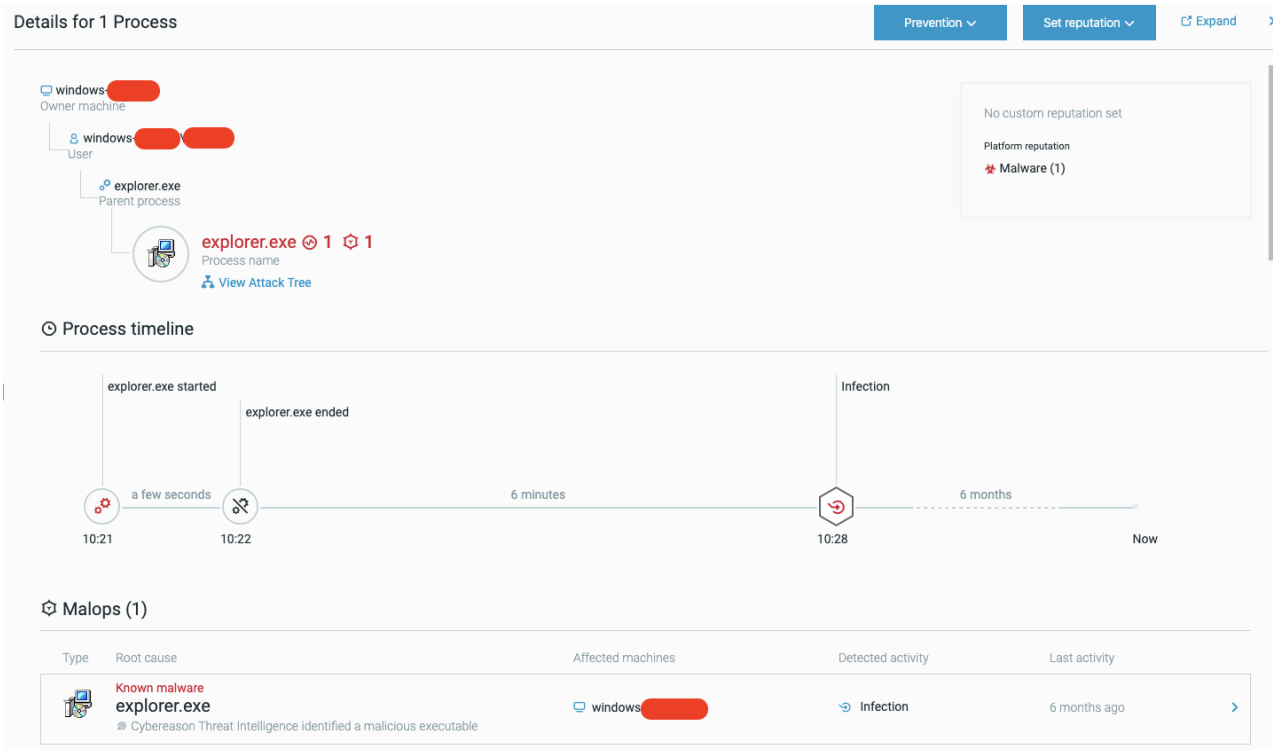 Details for 1 Process
Prevention
Set reputation
Expand
windows-
Owner machine
windows- \
User
explorer.exe
Parent process
explorer.exe 1 1
Process name
View Attack Tree
No custom reputation set
Platform reputation
Malware (1)
Process timeline
explorer.exe started
explorer.exe ended
Infection
a few seconds
6 minutes
6 months
10:21
10:22
10:28
Now
Malops (1)
Type Root cause Affected machines Detected activity Last activity
Known malware
explorer.exe windows Infection 6 months ago
Cybereason Threat Intelligence identified a malicious executable